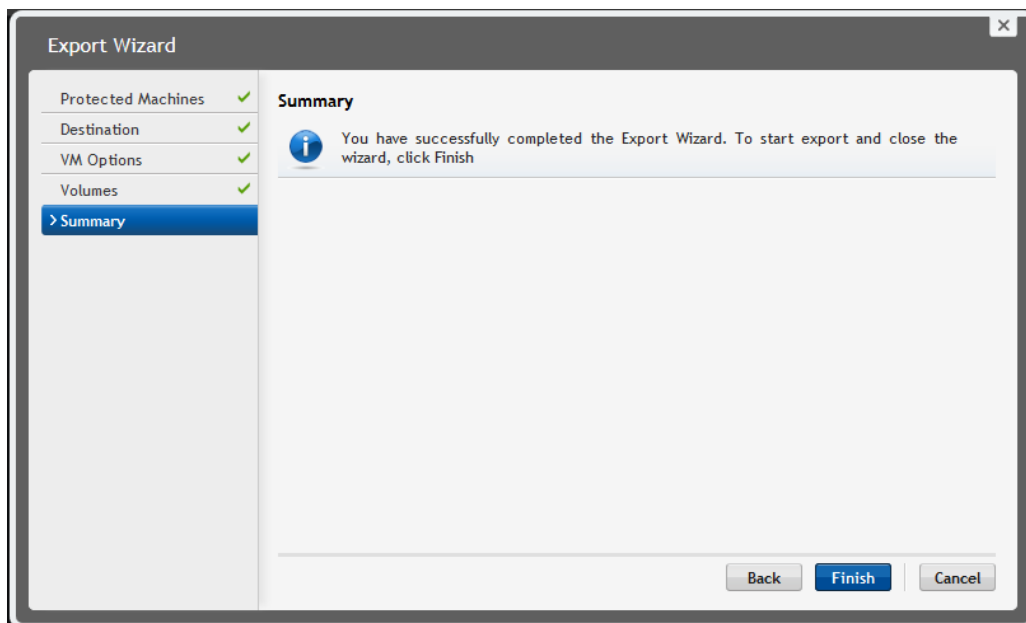 Export Wizard
Protected Machines
Destination
VM Options
Volumes
Summary
Summary
You have successfully completed the Export Wizard. To start export and close the
wizard, click Finish
Back
Finish
Cancel